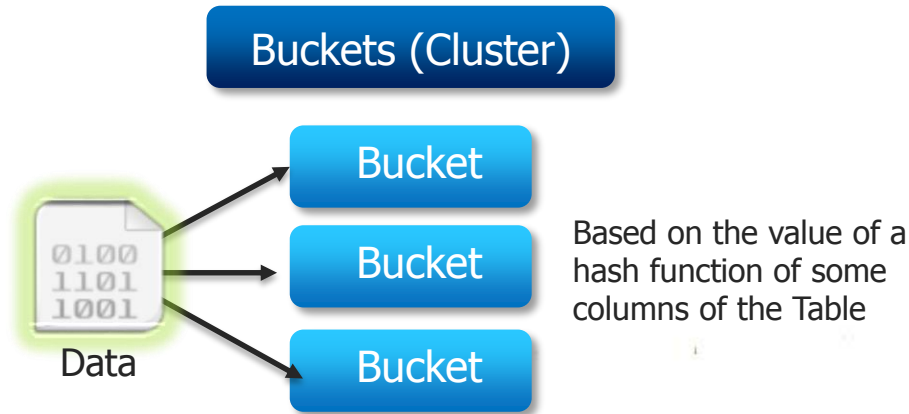 Buckets (Cluster)
Bucket
0100
1101
1001
Data
Bucket
Bucket
Based on the value of a
hash function of some
columns of the Table